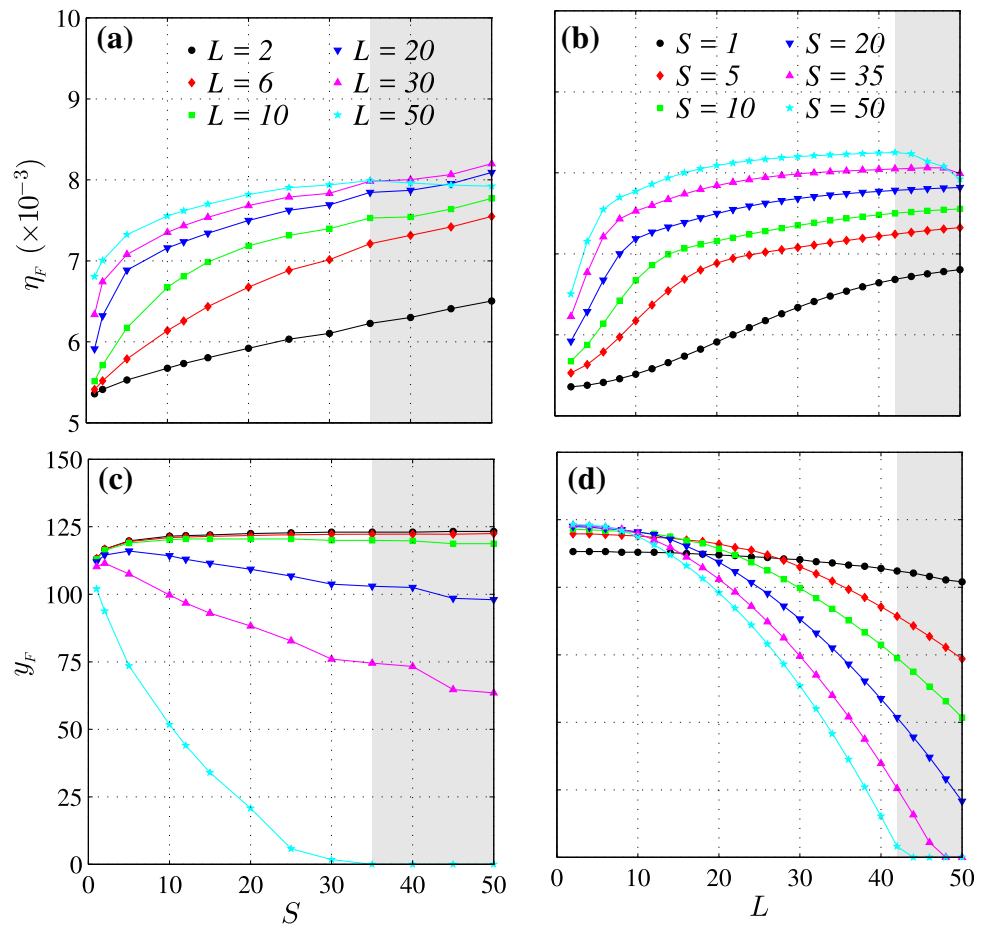 (a)
L = 2
L = 6
L = 10
L = 20
L = 30
L = 50
10
9
8
7
6
5
η_F (×10⁻³)
(b)
S = 1
S = 5
S = 10
S = 20
S = 35
S = 50
(c)
150
125
100
75
50
25
0
y_F
0 10 20 30 40 50
S
(d)
0 10 20 30 40 50
L